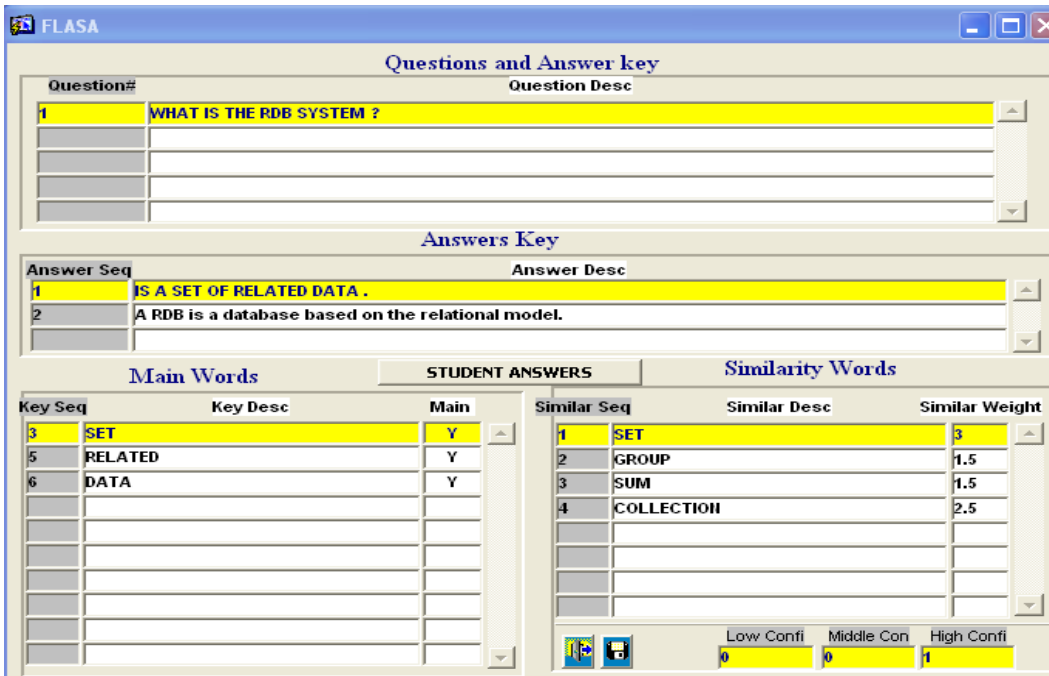 FLASA
Questions and Answer key
Question# Question Desc
1 WHAT IS THE RDB SYSTEM ?
Answers Key
Answer Seq Answer Desc
1 IS A SET OF RELATED DATA .
2 A RDB is a database based on the relational model.
Main Words STUDENT ANSWERS Similarity Words
Key Seq Key Desc Main Similar Seq Similar Desc Similar Weight
3 SET Y 1 SET 3
5 RELATED Y 2 GROUP 1.5
6 DATA Y 3 SUM 1.5
4 COLLECTION 2.5
Low Confi Middle Con High Confi
0 0 1